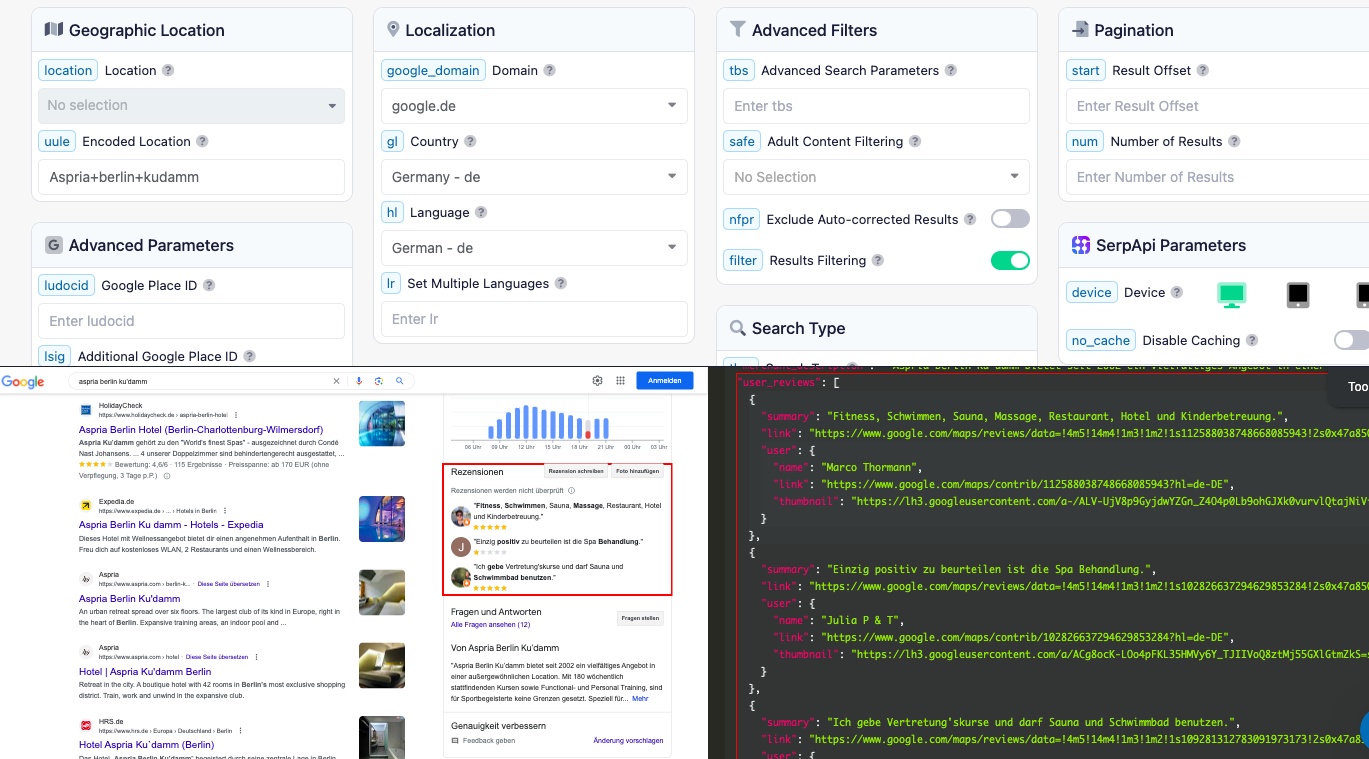 Geographic Location
location Location ?
No selection
uule Encoded Location ?
Aspria+berlin+kudamm
G Advanced Parameters
ludocid Google Place ID ?
Enter ludocid
lsig Additional Google Place ID ?
Localization
google_domain Domain ?
google.de
gl Country ?
Germany - de
hl Language ?
German - de
lr Set Multiple Languages ?
Enter lr
Advanced Filters
tbs Advanced Search Parameters ?
Enter tbs
safe Adult Content Filtering ?
No Selection
nfpr Exclude Auto-corrected Results ?
filter Results Filtering ?
Search Type
Pagination
start Result Offset ?
Enter Result Offset
num Number of Results ?
Enter Number of Results
SerpApi Parameters
device Device ?
no_cache Disable Caching ?
Google
aspria berlin ku'damm
Anmelden
HolidayCheck
https://www.holidaycheck.de › aspria-berlin-hotel
Aspria Berlin Hotel (Berlin-Charlottenburg-Wilmersdorf)
Aspria Ku'damm gehört zu den "World's finest Spas" - ausgezeichnet durch Condé
Nast Johansens. ... 4 unserer Doppelzimmer sind behindertengerecht ausgestattet, ...
Bewertung: 4,6/6 · 115 Ergebnisse · Preisspanne: ab 170 EUR (ohne
Verpflegung, 3 Tage p.P.)
Expedia.de
https://www.expedia.de › ... › Hotels in Berlin
Aspria Berlin Ku damm - Hotels - Expedia
Dieses Hotel mit Wellnessangebot bietet dir einen angenehmen Aufenthalt in Berlin.
Freu dich auf kostenloses WLAN, 2 Restaurants und einen Wellnessbereich.
Aspria
https://www.aspria.com › berlin-k... · Diese Seite übersetzen
Aspria Berlin Ku'damm
An urban retreat spread over six floors. The largest club of its kind in Europe, right in
the heart of Berlin. Expansive training areas, an indoor pool and ...
Aspria
https://www.aspria.com › hotel · Diese Seite übersetzen
Hotel | Aspria Ku'damm Berlin
Retreat in the city. A boutique hotel with 42 rooms in Berlin's most exclusive shopping
district. Train, work and unwind in the expansive club.
HRS
HRS.de
https://www.hrs.de › Europa › Deutschland › Berlin
Hotel Aspria Ku`damm (Berlin)
Das Hotel „Aspria Berlin Ku'damm" begeistert durch seine zentrale Lage in Berlin
06 Uhr 09 Uhr 12 Uhr 15 Uhr 18 Uhr 21 Uhr 00 Uhr 03 Uhr
Rezensionen
Rezension schreiben
Foto hinzufügen
Rezensionen werden nicht überprüft
"Fitness, Schwimmen, Sauna, Massage, Restaurant, Hotel
und Kinderbetreuung."
J
"Einzig positiv zu beurteilen ist die Spa Behandlung."
"Ich gebe Vertretung'skurse und darf Sauna und
Schwimmbad benutzen."
Fragen und Antworten
Alle Fragen ansehen (12)
Fragen stellen
Von Aspria Berlin Ku'damm
"Aspria Berlin Ku'damm bietet seit 2002 ein vielfältiges Angebot in
einer außergewöhnlichen Location. Mit 180 wöchentlich
stattfindenden Kursen sowie Functional- und Personal Training, sind
für Sportbegeisterte keine Grenzen gesetzt. Speziell für... Mehr
Genauigkeit verbessern
Feedback geben
Änderung vorschlagen
"user_reviews": [
{
"summary": "Fitness, Schwimmen, Sauna, Massage, Restaurant, Hotel und Kinderbetreuung.",
"link": "https://www.google.com/maps/reviews/data=!4m5!14m4!1m3!1m2!1s112588038748668085943!2s0x47a850
"user": {
"name": "Marco Thormann",
"link": "https://www.google.com/maps/contrib/112588038748668085943?hl=de-DE",
"thumbnail": "https://lh3.googleusercontent.com/a-/ALV-UjV8p9GyjdwYZGn_Z4O4p0Lb9ohGJXk0vurvlQtajNiV
}
},
{
"summary": "Einzig positiv zu beurteilen ist die Spa Behandlung.",
"link": "https://www.google.com/maps/reviews/data=!4m5!14m4!1m3!1m2!1s102826637294629853284!2s0x47a850
"user": {
"name": "Julia P & T",
"link": "https://www.google.com/maps/contrib/102826637294629853284?hl=de-DE",
"thumbnail": "https://lh3.googleusercontent.com/a/ACg8ocK-LOo4pFKL35HMVy6Y_TJIIVoQ8ztMj55GXlGtmZkS=s
}
},
{
"summary": "Ich gebe Vertretung'skurse und darf Sauna und Schwimmbad benutzen.",
"link": "https://www.google.com/maps/reviews/data=!4m5!14m4!1m3!1m2!1s109281312783091973173!2s0x47a85
"user": {
Too